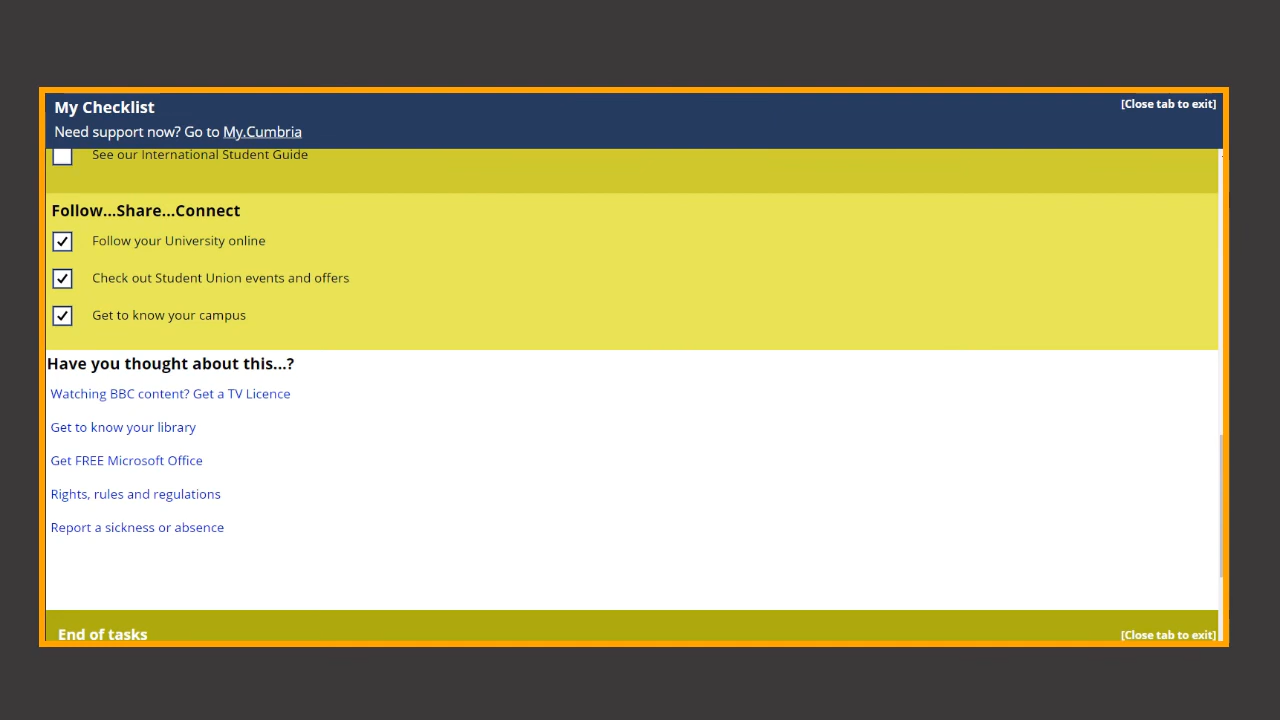 My Checklist
[Close tab to exit]
Need support now? Go to My.Cumbria
See our International Student Guide
Follow...Share...Connect
Follow your University online
Check out Student Union events and offers
Get to know your campus
Have you thought about this...?
Watching BBC content? Get a TV Licence
Get to know your library
Get FREE Microsoft Office
Rights, rules and regulations
Report a sickness or absence
End of tasks
[Close tab to exit]